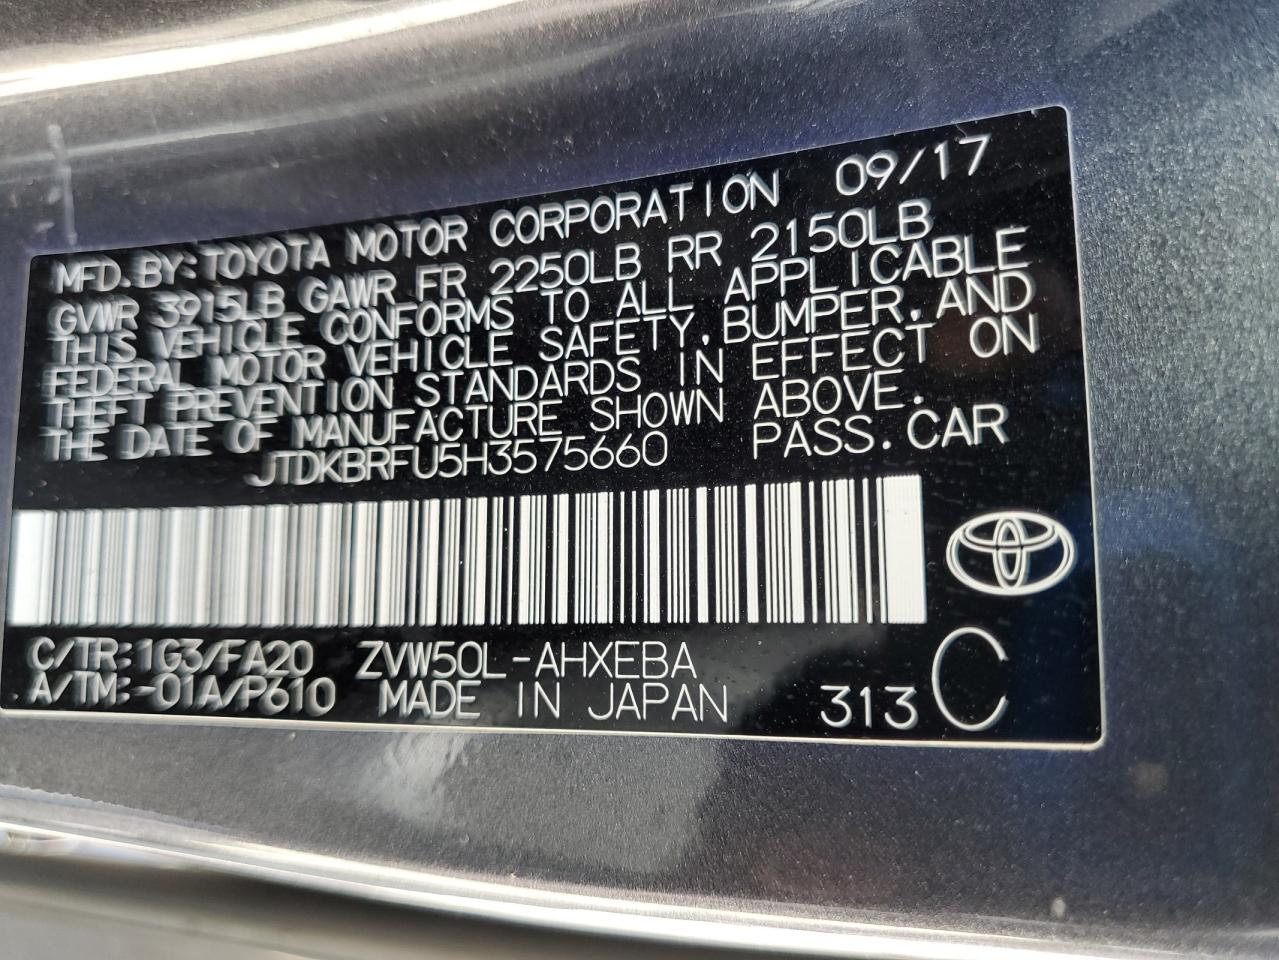 MFD.BY:TOYOTA MOTOR CORPORATION 09/17
GVWR 3915LB GAWR FR 2250LB RR 2150LB
THIS VEHICLE CONFORMS TO ALL APPLICABLE
FEDERAL MOTOR VEHICLE SAFETY,BUMPER,AND
THEFT PREVENTION STANDARDS IN EFFECT ON
THE DATE OF MANUFACTURE SHOWN ABOVE.
JTDKBRFU5H3575660 PASS.CAR
C/TR:1G3/FA20 ZVW50L-AHXEBA
A/TM:-01A/P610 MADE IN JAPAN 313 C